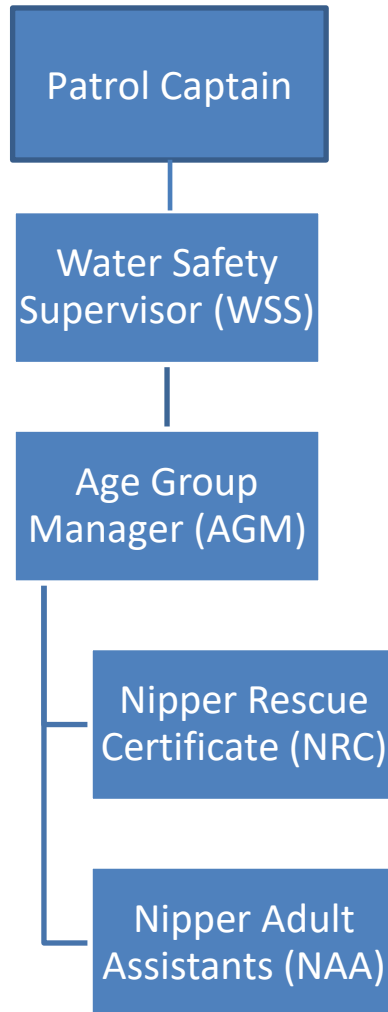 Patrol Captain
Water Safety
Supervisor (WSS)
Age Group
Manager (AGM)
Nipper Rescue
Certificate (NRC)
Nipper Adult
Assistants (NAA)